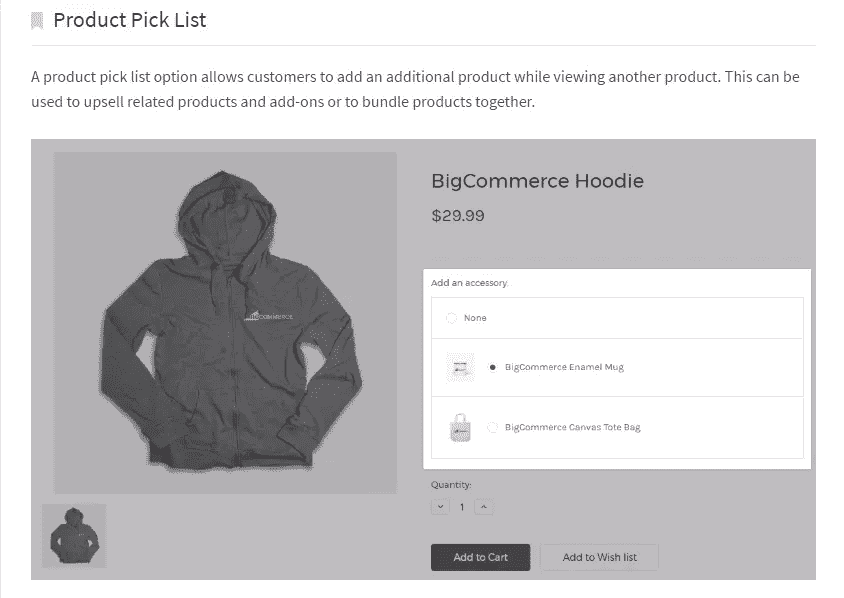 Product Pick List
A product pick list option allows customers to add an additional product while viewing another product. This can be
used to upsell related products and add-ons or to bundle products together.
BigCommerce Hoodie
$29.99
Add an accessory:
None
BigCommerce Enamel Mug
BigCommerce Canvas Tote Bag
Quantity:
1
Add to Cart
Add to Wish list